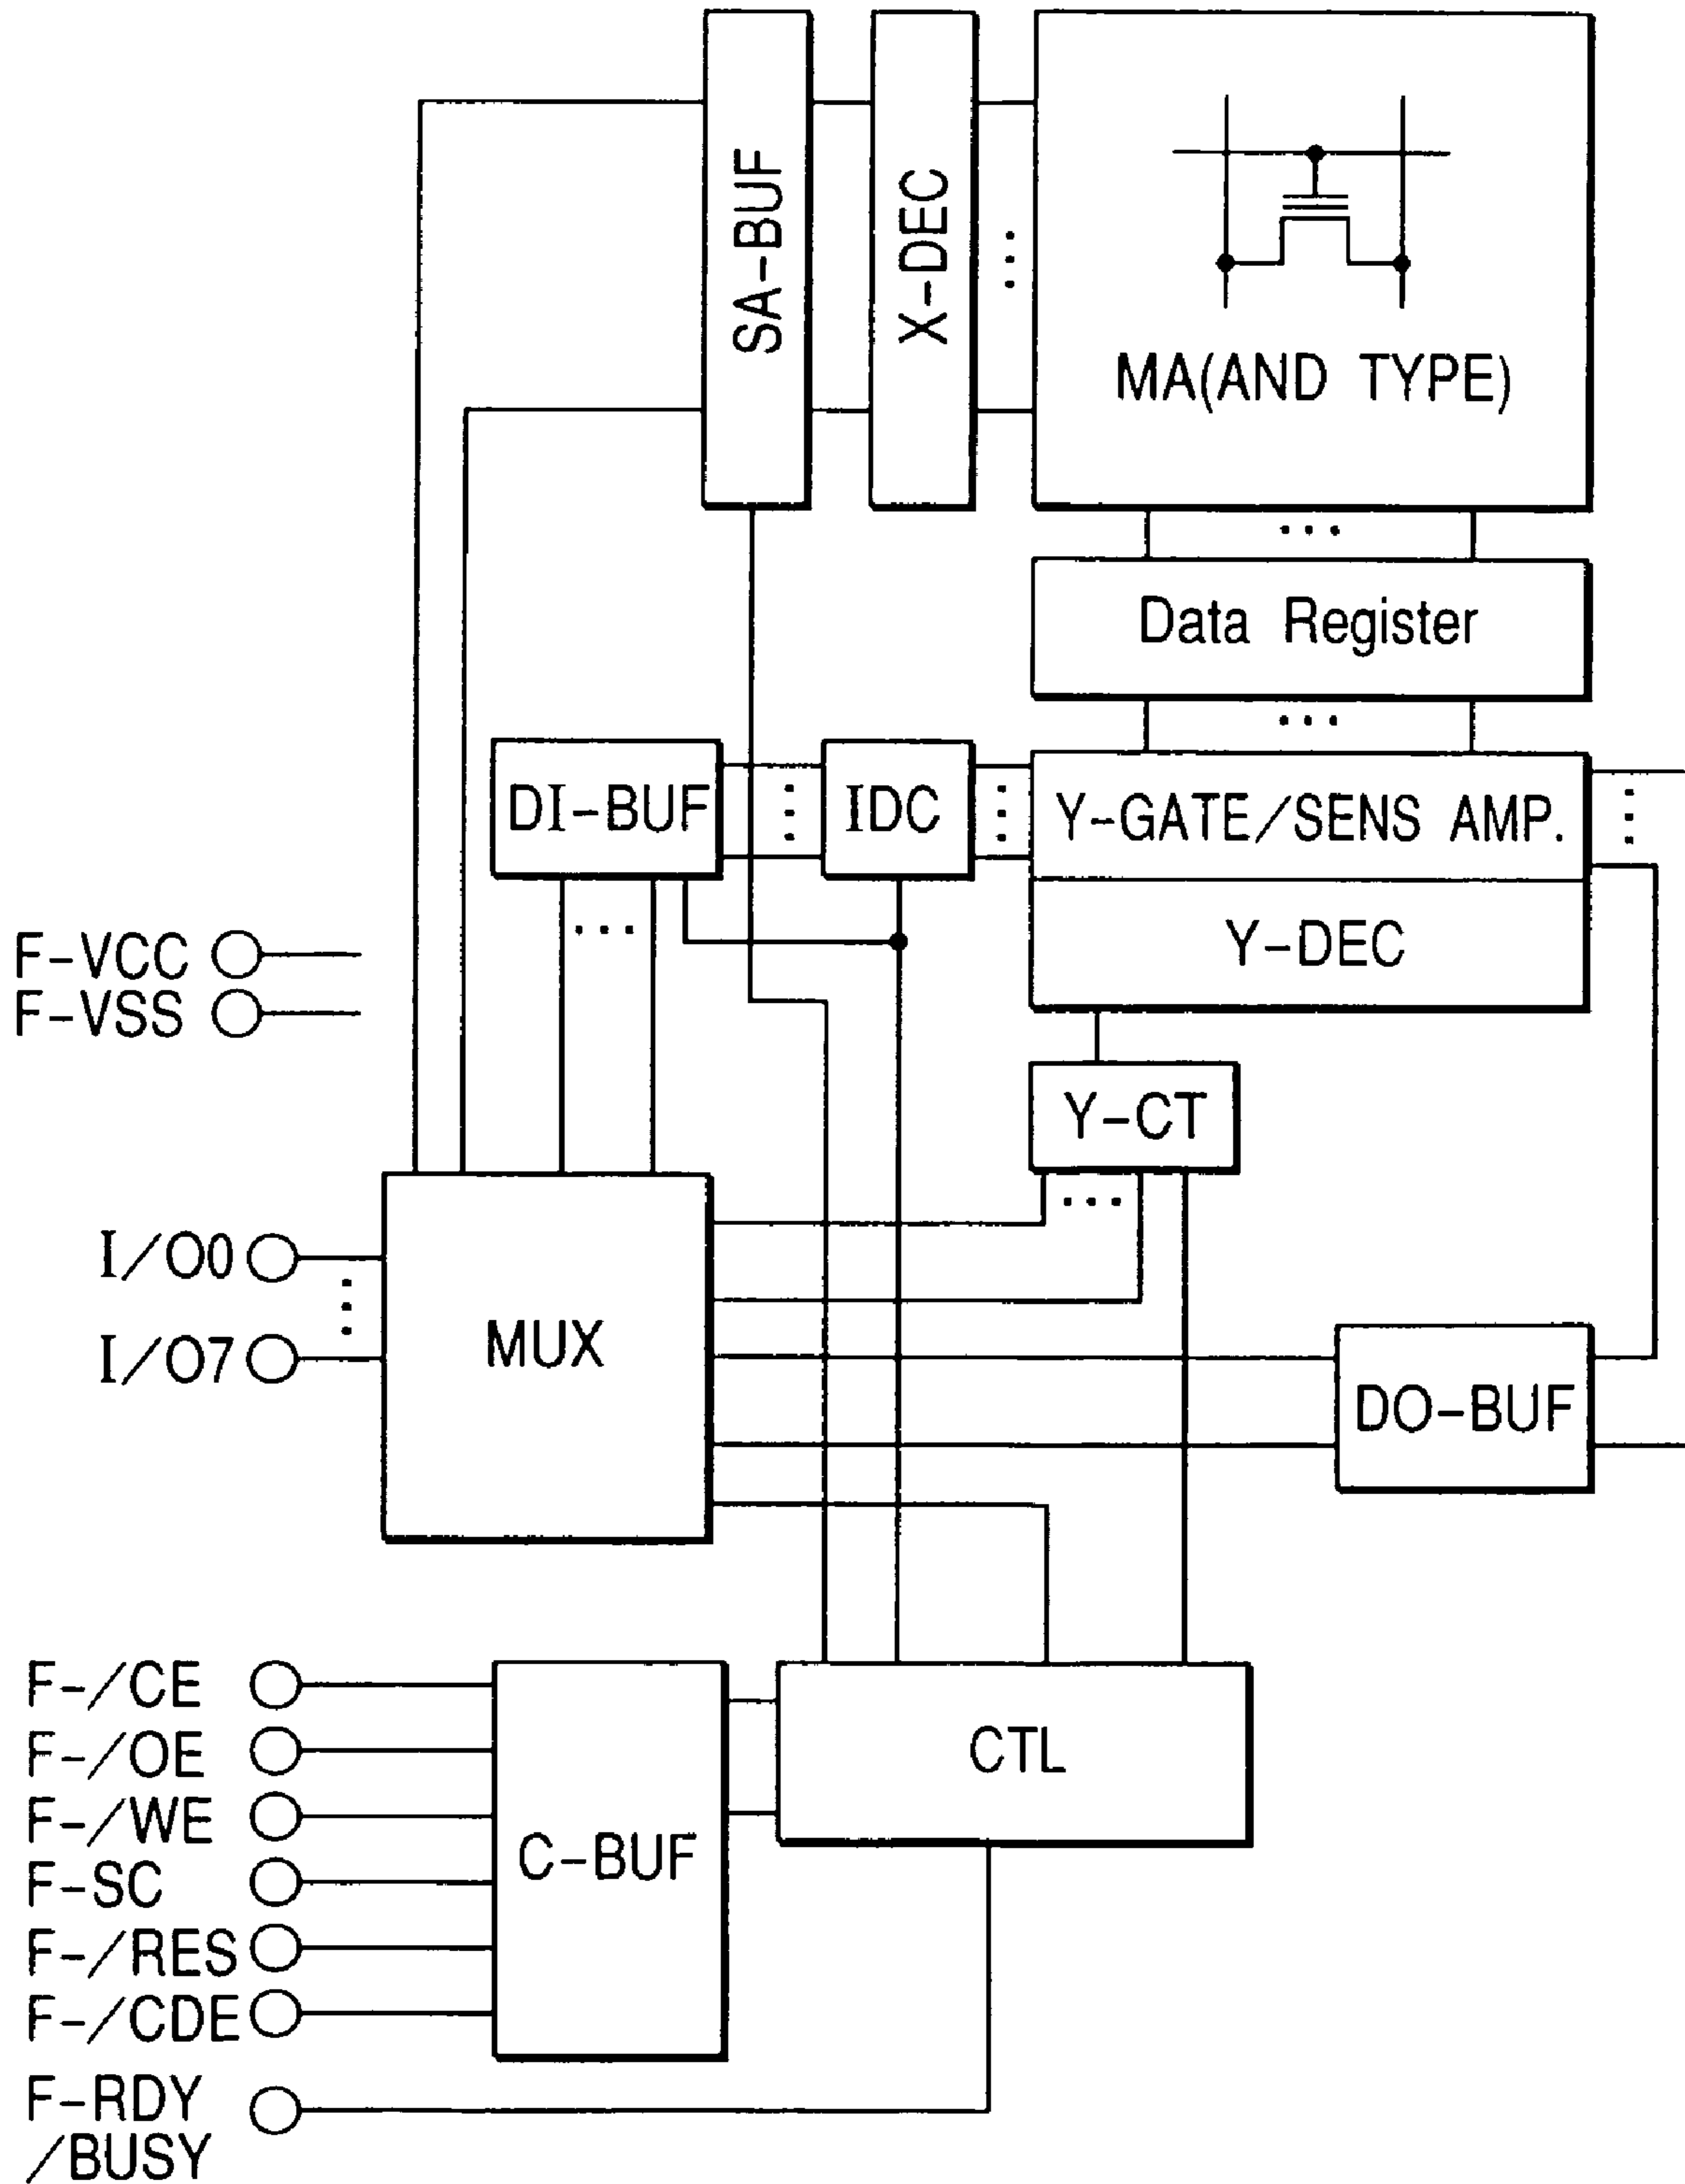 SA-BUF
X-DEC
MA(AND TYPE)
Data Register
DI-BUF
IDC
Y-GATE/SENS AMP.
Y-DEC
F-VCC
F-VSS
Y-CT
I/O0
I/O7
MUX
DO-BUF
F-/CE
F-/OE
F-/WE
F-SC
F-/RES
F-/CDE
F-RDY
/BUSY
C-BUF
CTL